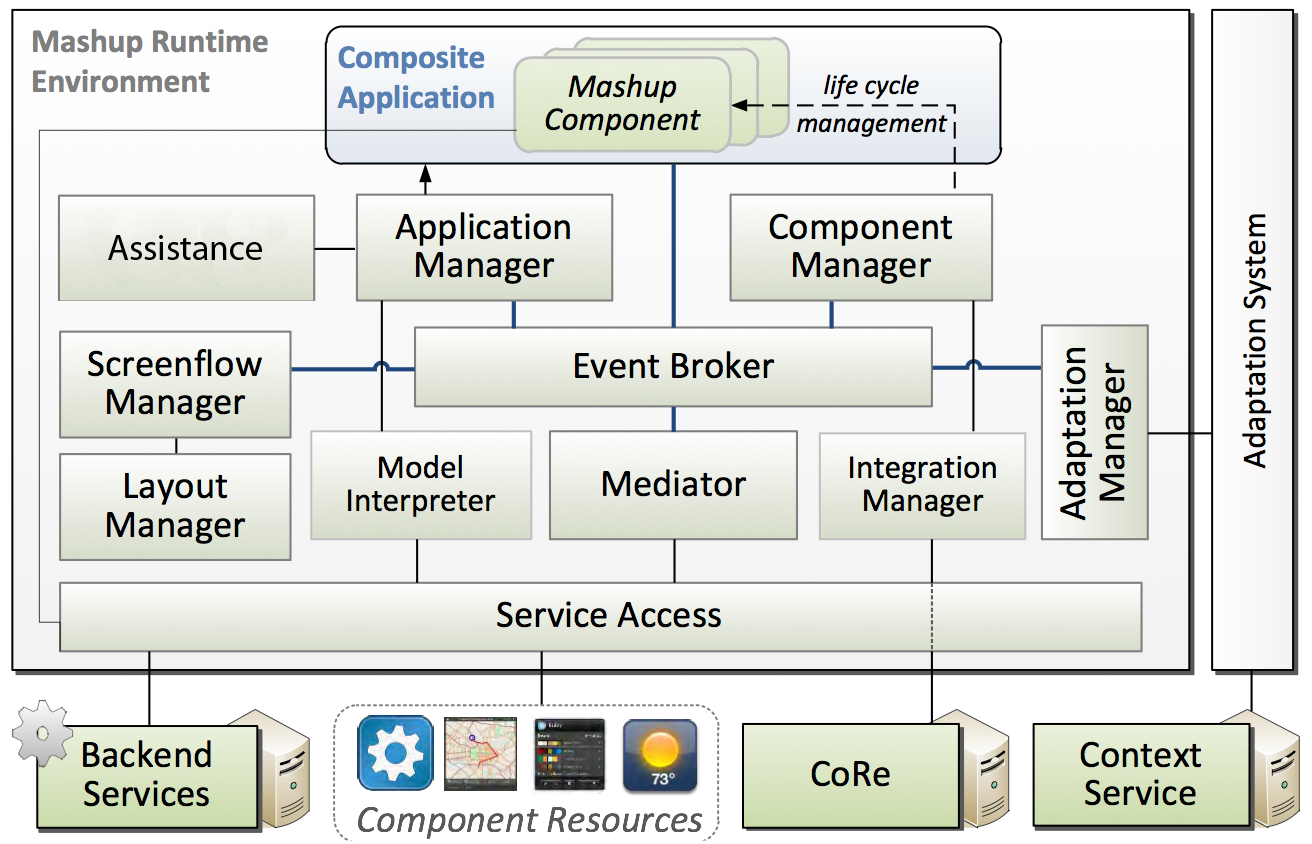 Mashup Runtime
Environment
Composite
Application
Mashup
Component
life cycle
management
Assistance
Application
Manager
Component
Manager
Screenflow
Manager
Event Broker
Adaptation
Manager
Adaptation System
Layout
Manager
Model
Interpreter
Mediator
Integration
Manager
Service Access
Backend
Services
73°
Component Resources
CoRe
Context
Service